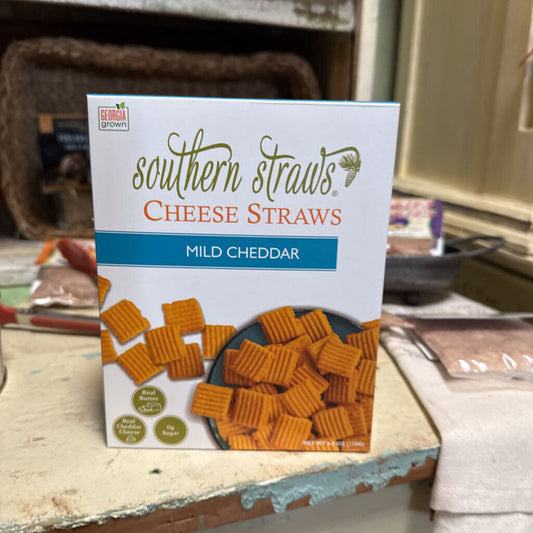 GEORGIA
grown
southern straws®
CHEESE STRAWS
MILD CHEDDAR
Real
Butter
Real
Cheddar
Cheese
0g
Sugar